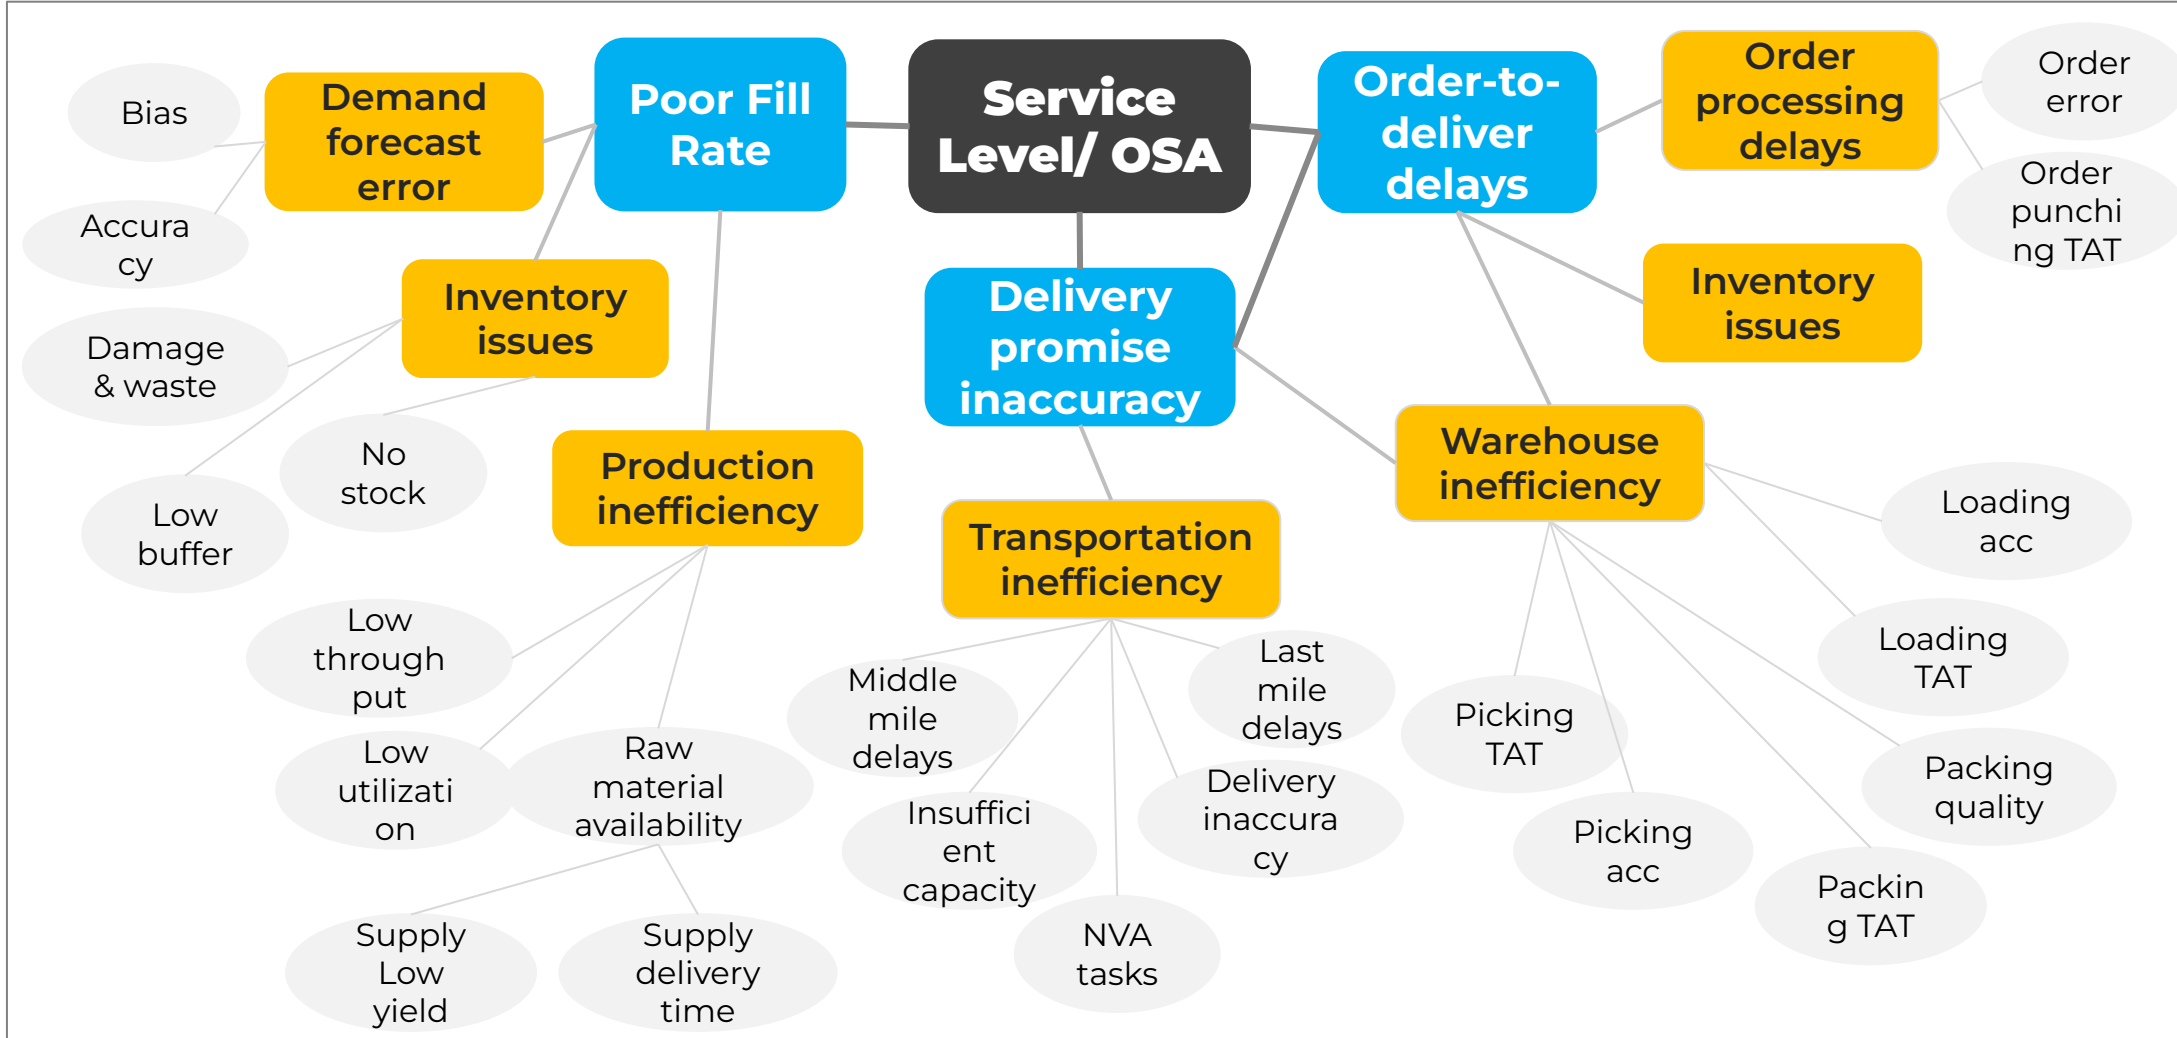 Bias
Demand
forecast
error
Poor Fill
Rate
Service
Level/ OSA
Order-to-
deliver
delays
Order
processing
delays
Order
error
Order
punchi
ng TAT
Accura
cy
Inventory
issues
Delivery
promise
inaccuracy
Inventory
issues
Damage
& waste
No
stock
Low
buffer
Production
inefficiency
Transportation
inefficiency
Warehouse
inefficiency
Loading
acc
Loading
TAT
Low
through
put
Low
utilizati
on
Raw
material
availability
Middle
mile
delays
Last
mile
delays
Insuffici
ent
capacity
Delivery
inaccura
cy
Picking
TAT
Picking
acc
Packing
quality
Packin
g TAT
Supply
Low
yield
Supply
delivery
time
NVA
tasks